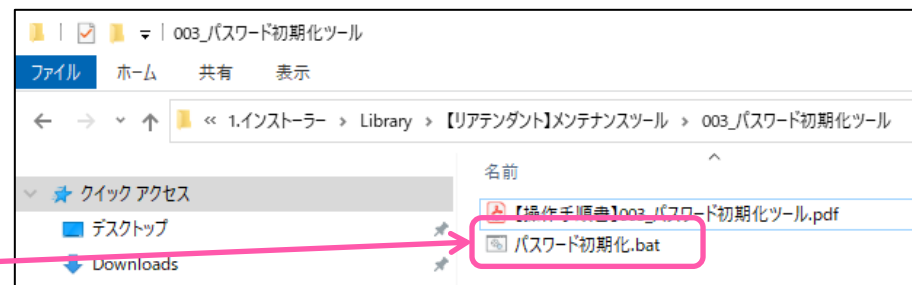 003_パスワード初期化ツール
ファイル ホーム 共有 表示
« 1.インストーラー › Library › 【リアテンダント】メンテナンスツール › 003_パスワード初期化ツール
名前
クイック アクセス
【操作手順書】003_パスワード初期化ツール.pdf
デスクトップ
パスワード初期化.bat
Downloads